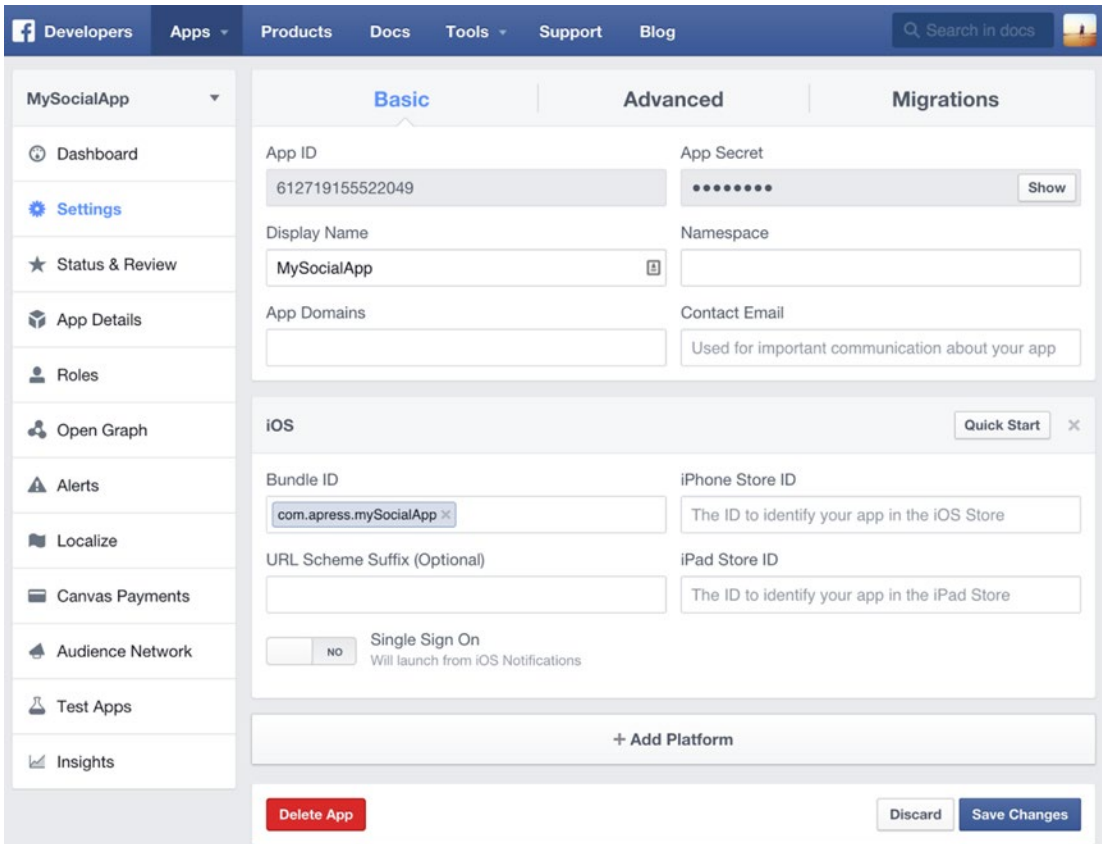 f Developers Apps Products Docs Tools Support Blog Search in docs
MySocialApp
Dashboard
Settings
Status & Review
App Details
Roles
Open Graph
Alerts
Localize
Canvas Payments
Audience Network
Test Apps
Insights
Basic Advanced Migrations
App ID App Secret
612719155522049 •••••••• Show
Display Name Namespace
MySocialApp
App Domains Contact Email
Used for important communication about your app
iOS Quick Start ×
Bundle ID iPhone Store ID
com.apress.mySocialApp × The ID to identify your app in the iOS Store
URL Scheme Suffix (Optional) iPad Store ID
The ID to identify your app in the iPad Store
NO Single Sign On
Will launch from iOS Notifications
+ Add Platform
Delete App Discard Save Changes